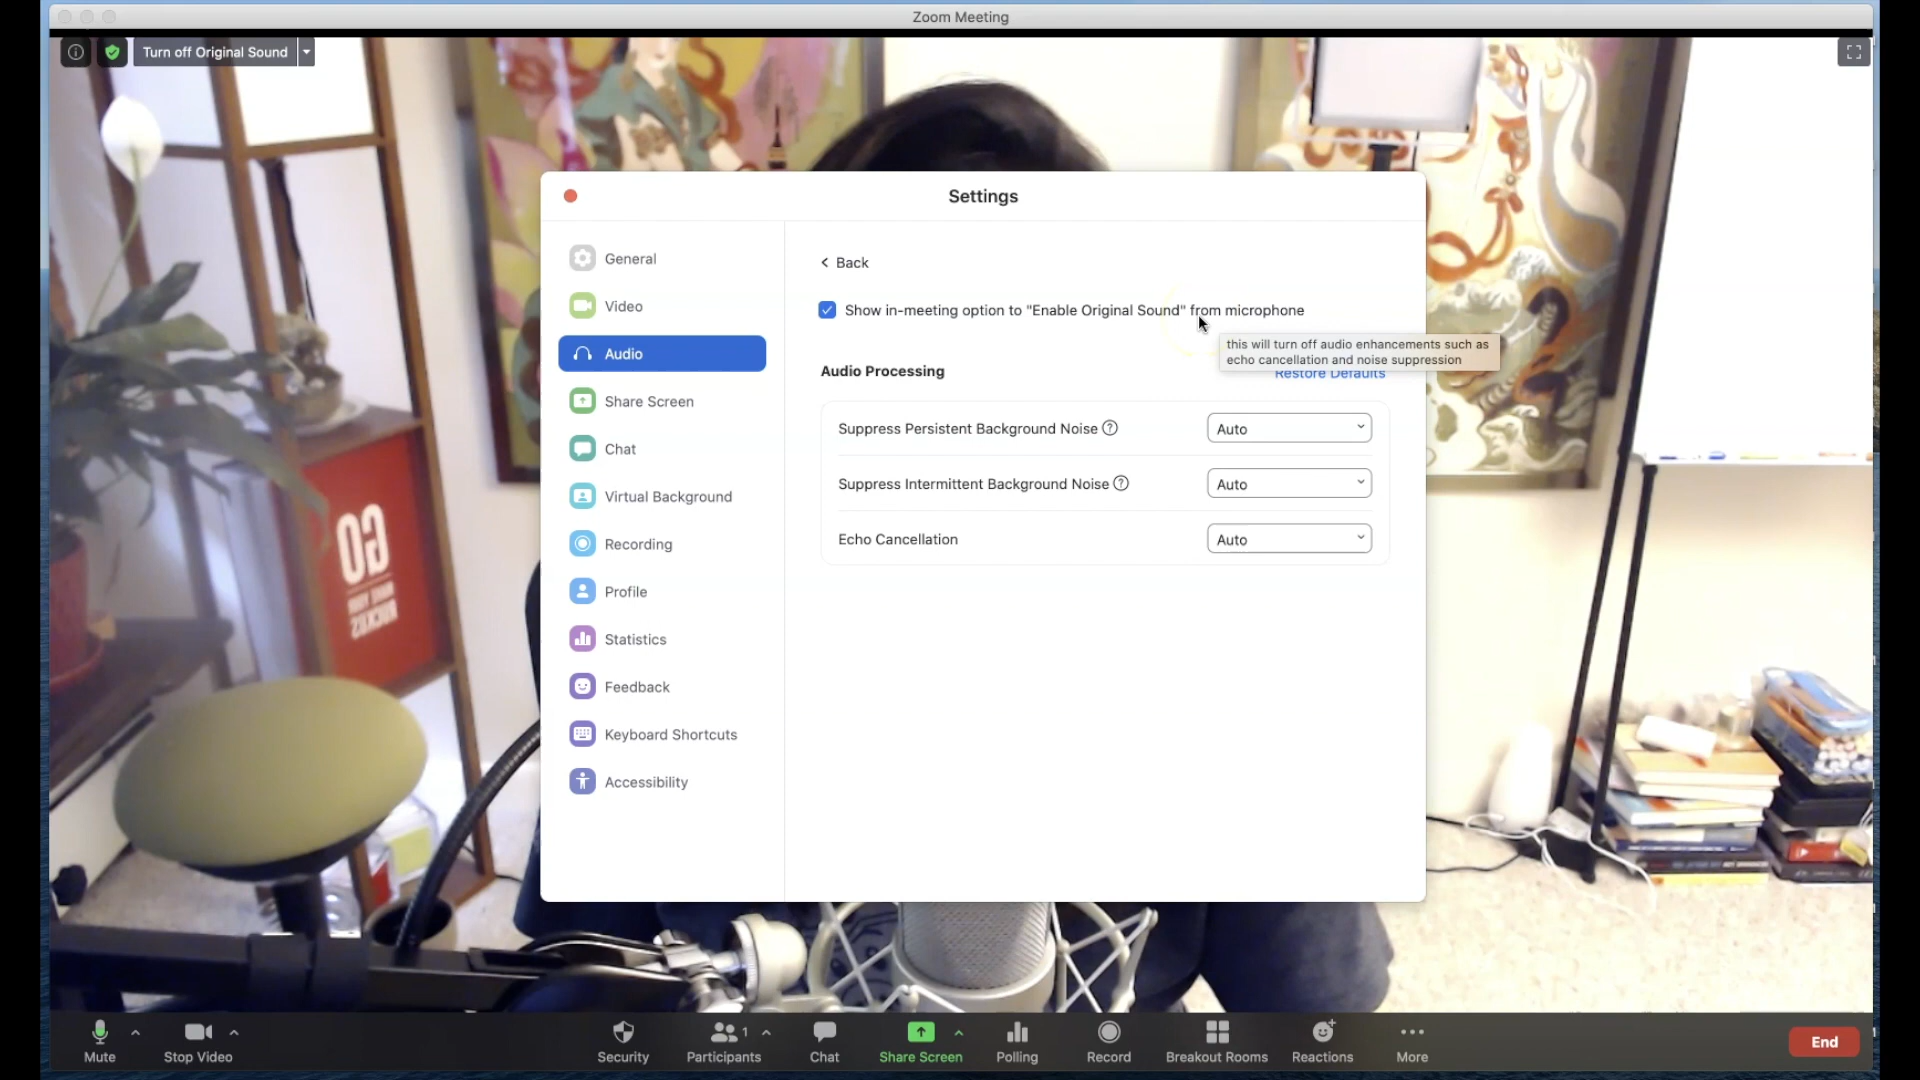 Zoom Meeting
Turn off Original Sound
Settings
General
Video
Audio
Share Screen
Chat
Virtual Background
Recording
Profile
Statistics
Feedback
Keyboard Shortcuts
Accessibility
Back
Show in-meeting option to "Enable Original Sound" from microphone
this will turn off audio enhancements such as
echo cancellation and noise suppression
Audio Processing
Restore Defaults
Suppress Persistent Background Noise ?
Auto
Suppress Intermittent Background Noise ?
Auto
Echo Cancellation
Auto
GO
Mute
Stop Video
Security
1
Participants
Chat
Share Screen
Polling
Record
Breakout Rooms
Reactions
More
End